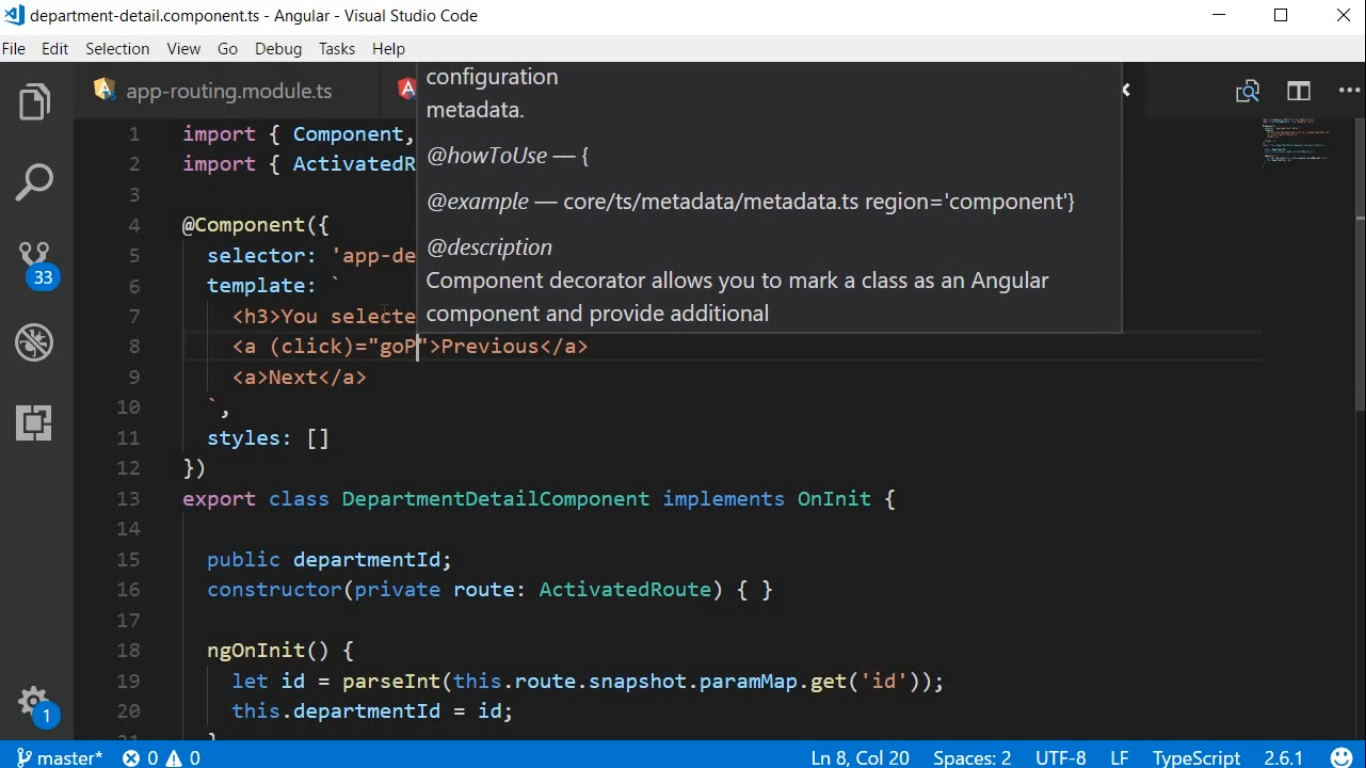 department-detail.component.ts - Angular - Visual Studio Code
File Edit Selection View Go Debug Tasks Help
app-routing.module.ts
configuration
metadata.
@howToUse — {
@example — core/ts/metadata/metadata.ts region='component'}
@description
Component decorator allows you to mark a class as an Angular
component and provide additional
1 import { Component,
2 import { ActivatedR
3
4 @Component({
5 selector: 'app-de
6 template: `
7 <h3>You selecte
8 <a (click)="goP">Previous</a>
9 <a>Next</a>
10 `,
11 styles: []
12 })
13 export class DepartmentDetailComponent implements OnInit {
14
15 public departmentId;
16 constructor(private route: ActivatedRoute) { }
17
18 ngOnInit() {
19 let id = parseInt(this.route.snapshot.paramMap.get('id'));
20 this.departmentId = id;
33
1
master* 0 0 Ln 8, Col 20 Spaces: 2 UTF-8 LF TypeScript 2.6.1